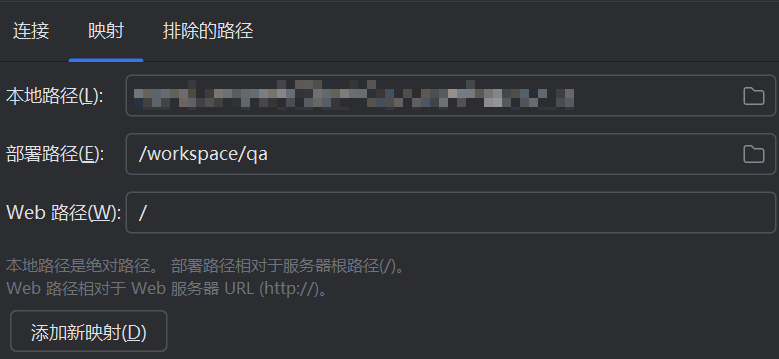 连接 映射 排除的路径
本地路径(L):
部署路径(E): /workspace/qa
Web 路径(W): /
本地路径是绝对路径。 部署路径相对于服务器根路径(/)。
Web 路径相对于 Web 服务器 URL (http://)。
添加新映射(D)